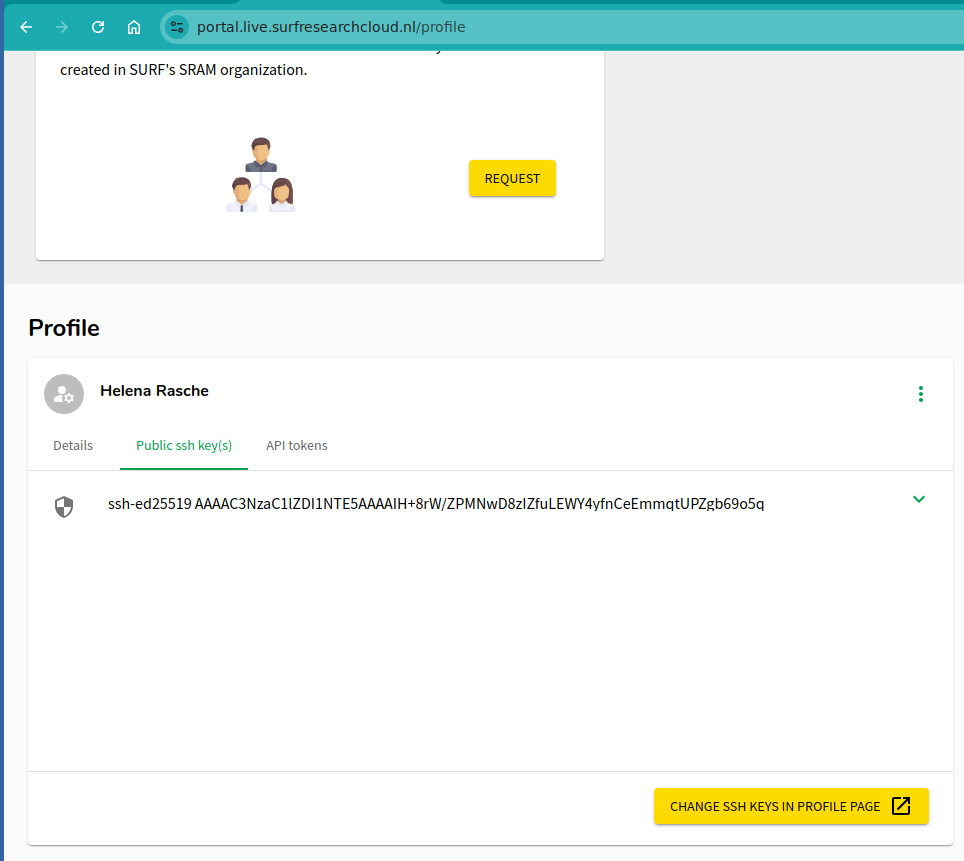 portal.live.surfresearchcloud.nl/profile
created in SURF's SRAM organization.
REQUEST
Profile
Helena Rasche
Details
Public ssh key(s)
API tokens
ssh-ed25519 AAAAC3NzaC1lZDI1NTE5AAAAIH+8rW/ZPMNwD8zIZfuLEWY4yfnCeEmmqtUPZgb69o5q
CHANGE SSH KEYS IN PROFILE PAGE